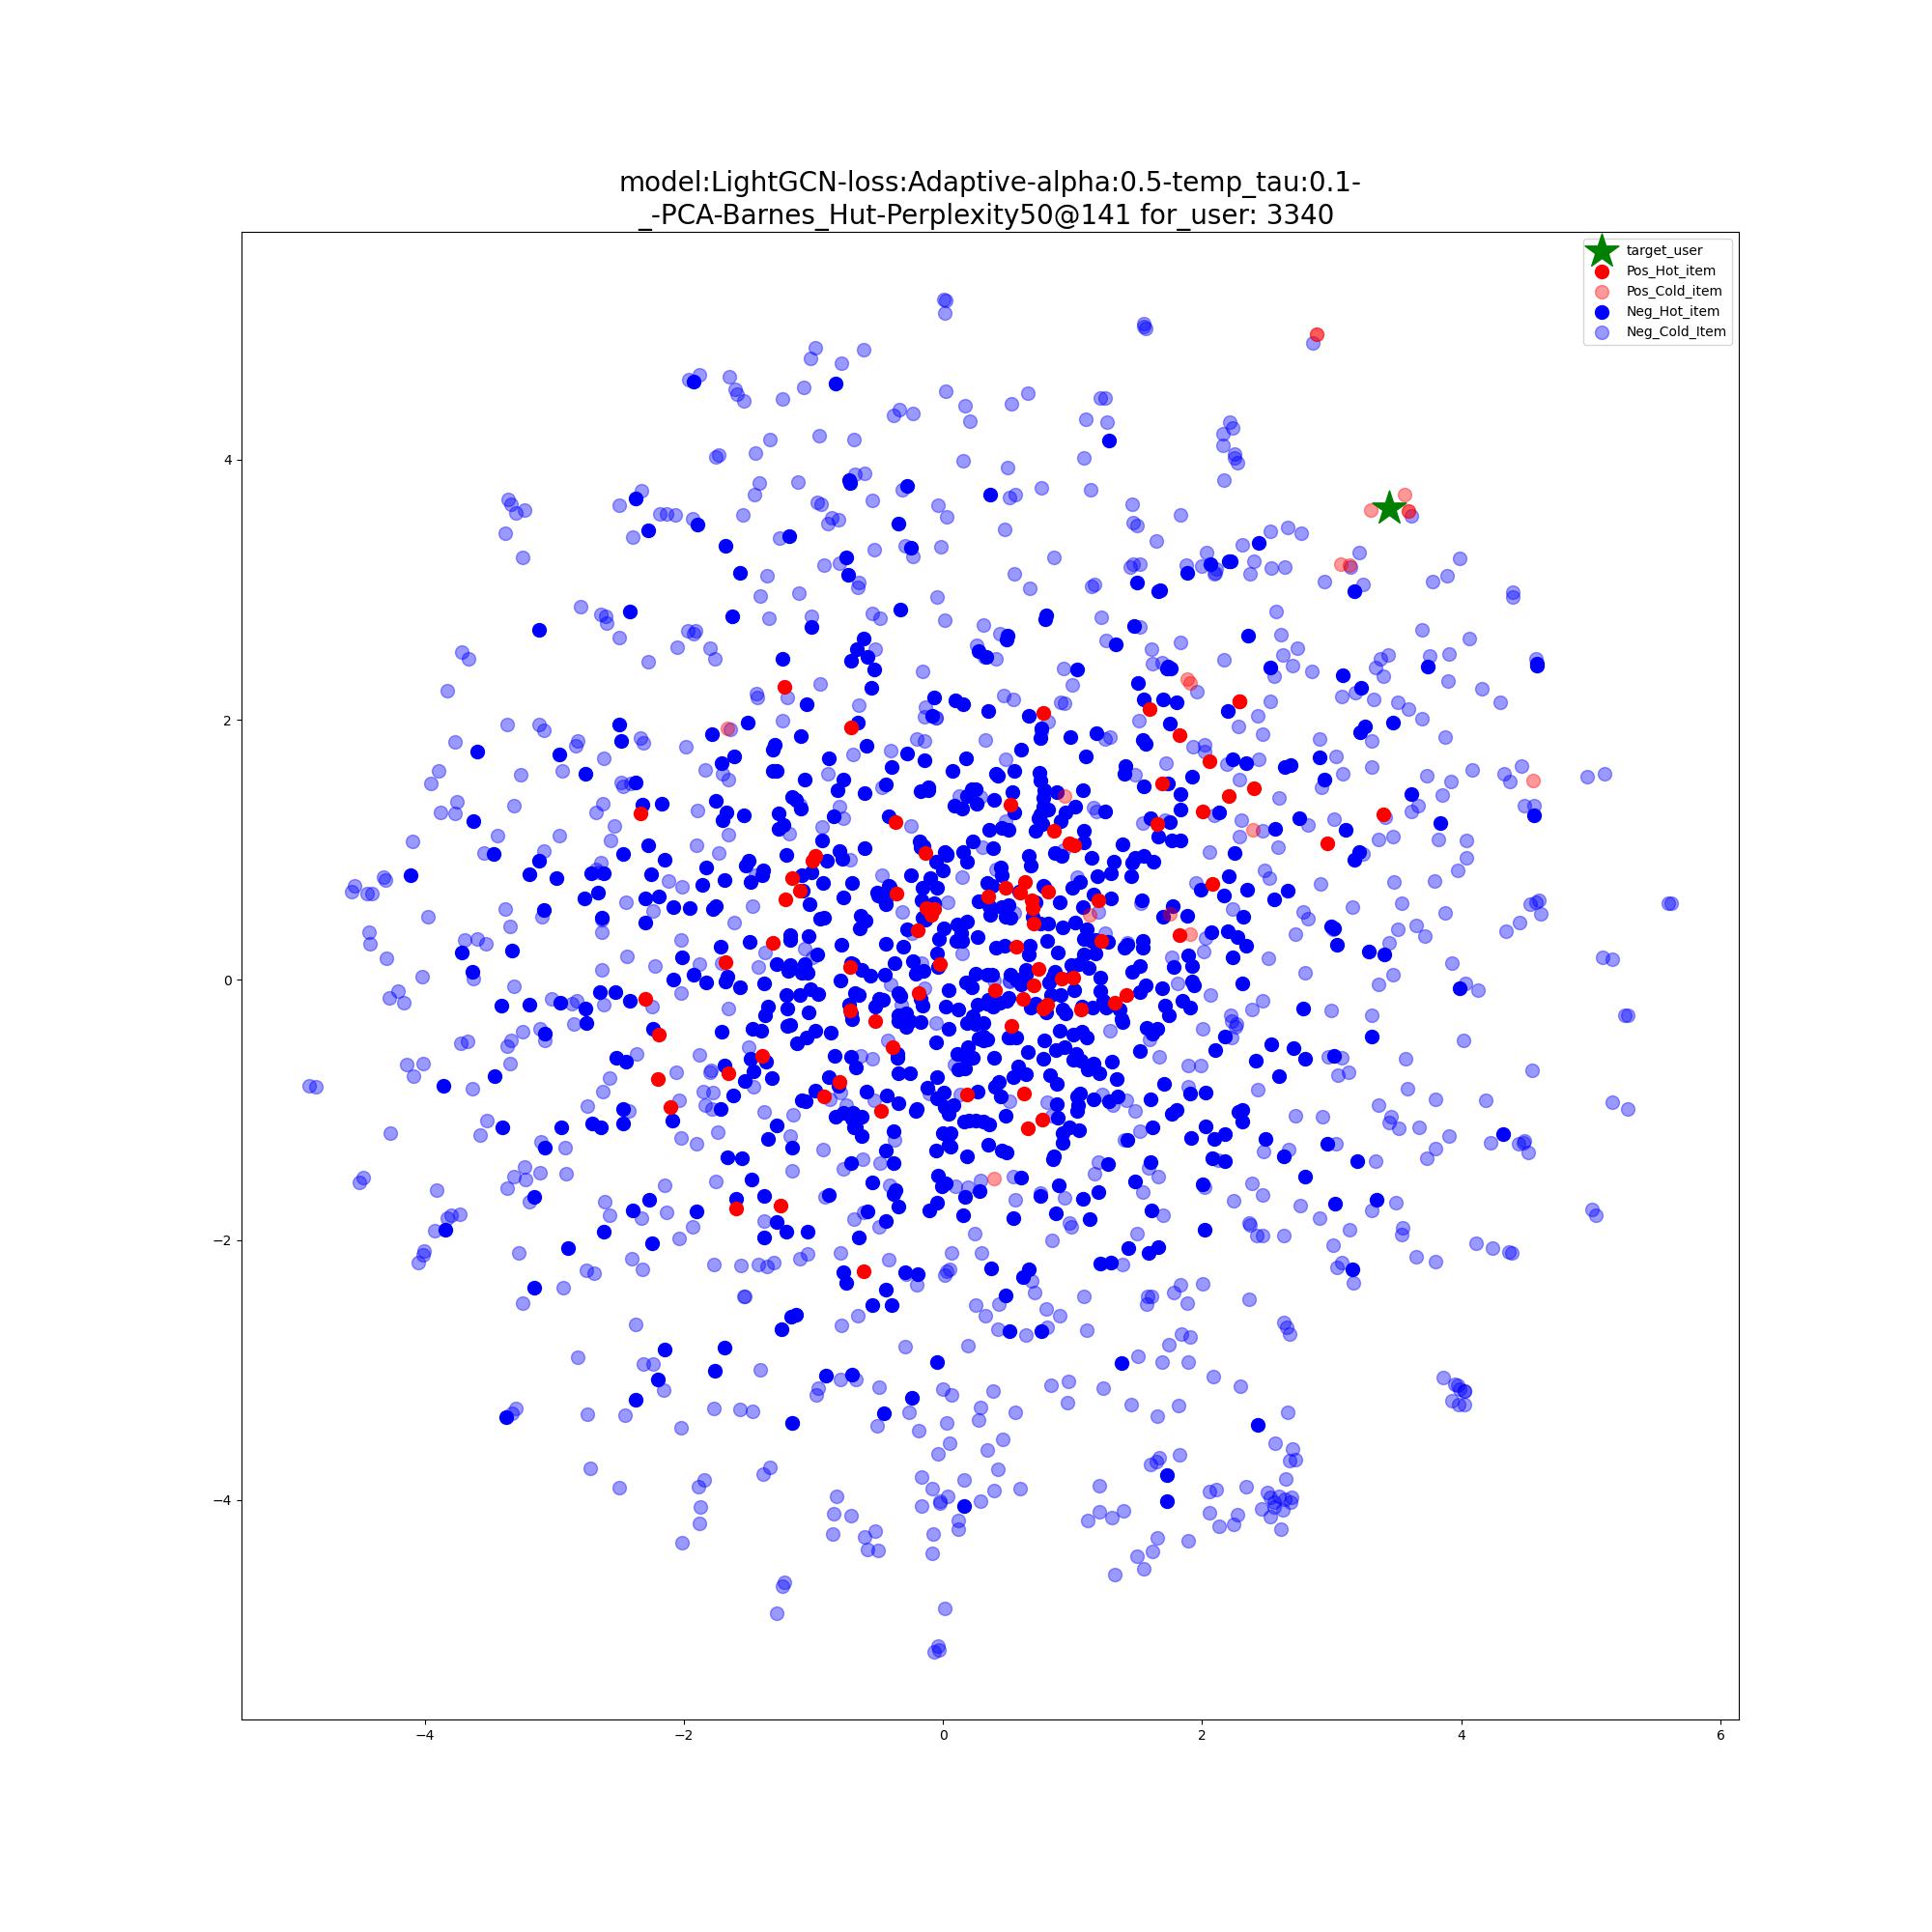 model:LightGCN-loss:Adaptive-alpha:0.5-temp_tau:0.1-
_-PCA-Barnes_Hut-Perplexity50@141 for_user: 3340
target_user
Pos_Hot_item
Pos_Cold_item
Neg_Hot_item
Neg_Cold_Item
4
2
0
−2
−4
−4
−2
0
2
4
6